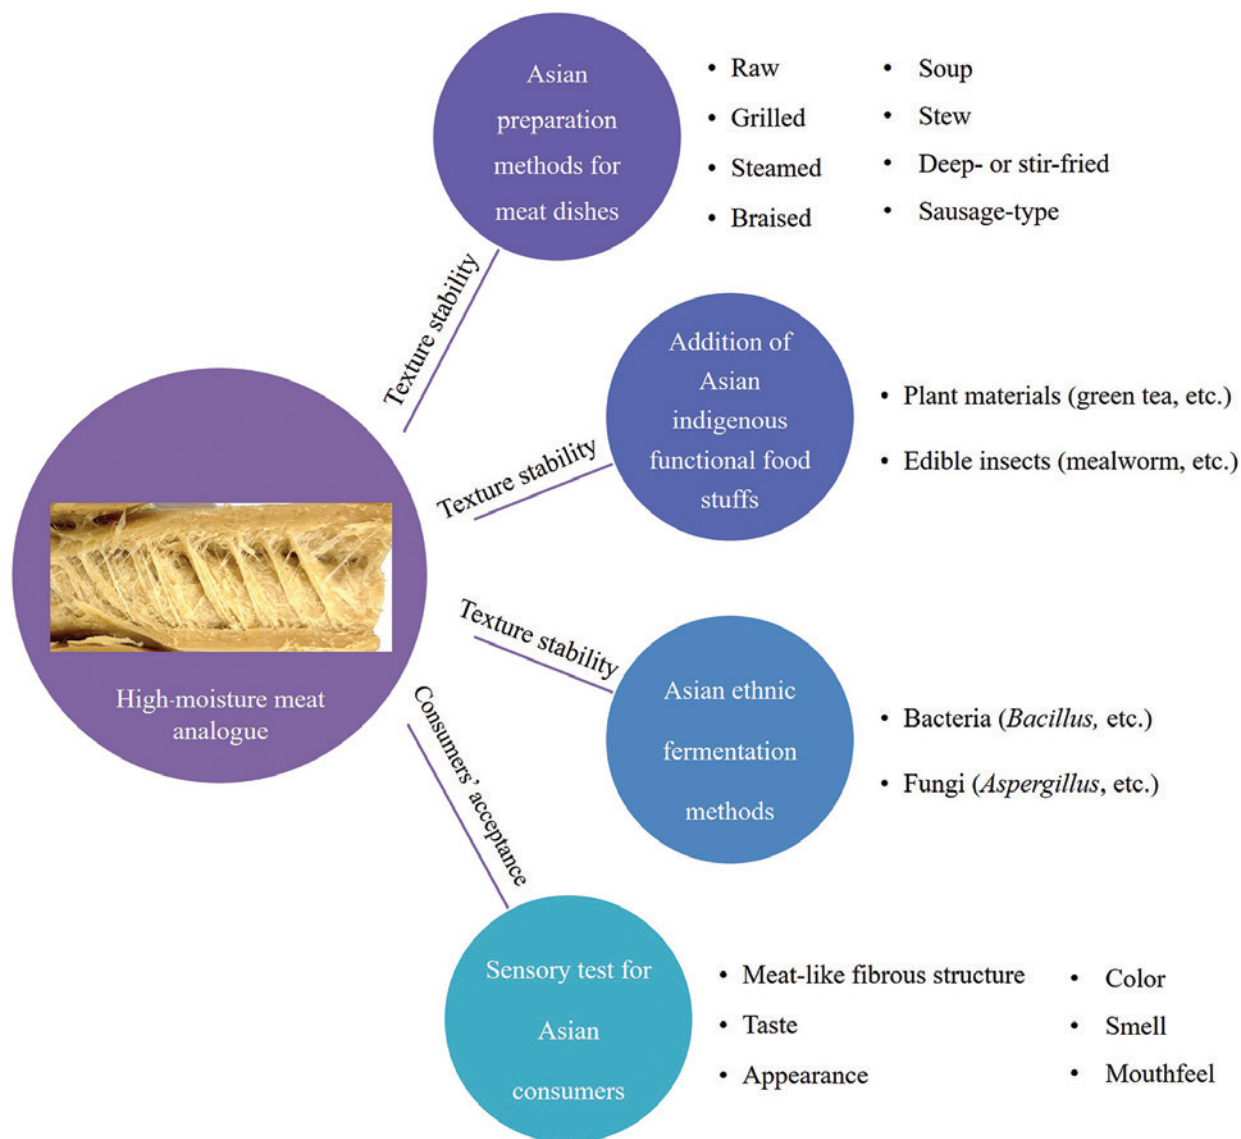 Asian
preparation
methods for
meat dishes
• Raw
• Grilled
• Steamed
• Braised
• Soup
• Stew
• Deep- or stir-fried
• Sausage-type
Texture stability
Addition of
Asian
indigenous
functional food
stuffs
• Plant materials (green tea, etc.)
• Edible insects (mealworm, etc.)
Texture stability
High-moisture meat
analogue
Texture stability
Asian ethnic
fermentation
methods
• Bacteria (Bacillus, etc.)
• Fungi (Aspergillus, etc.)
Consumers’ acceptance
Sensory test for
Asian
consumers
• Meat-like fibrous structure
• Taste
• Appearance
• Color
• Smell
• Mouthfeel